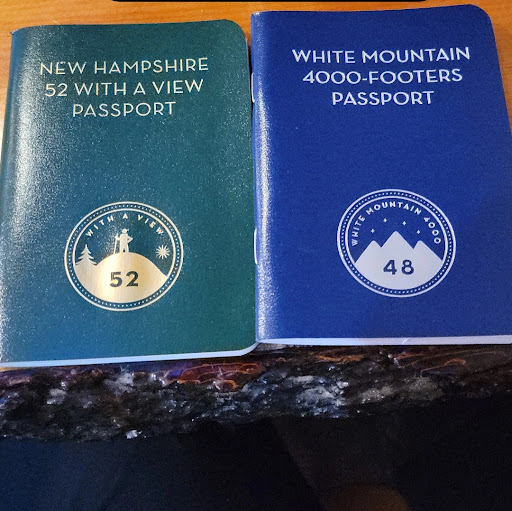 NEW HAMPSHIRE
52 WITH A VIEW
PASSPORT
WITH A VIEW
52
WHITE MOUNTAIN
4000-FOOTERS
PASSPORT
WHITE MOUNTAIN 4000
48